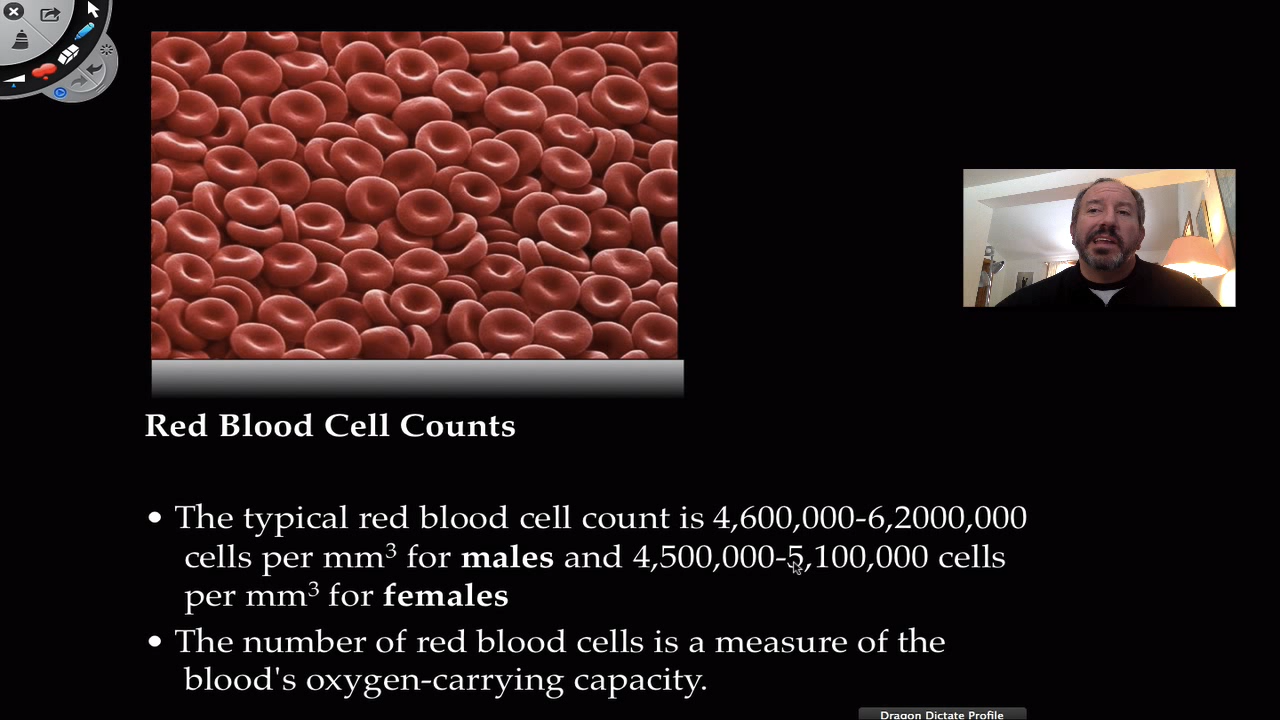 Red Blood Cell Counts
• The typical red blood cell count is 4,600,000-6,2000,000
cells per mm³ for males and 4,500,000-5,100,000 cells
per mm³ for females
• The number of red blood cells is a measure of the
blood's oxygen-carrying capacity.
Dragon Dictate Profile